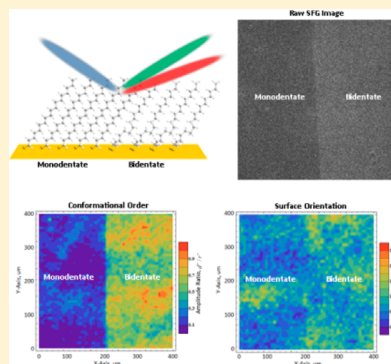 Raw SFG Image
Monodentate
Bidentate
Monodentate
Bidentate
Conformational Order
Surface Orientation
Monodentate
Bidentate
Monodentate
Bidentate
Y-Axis, um
400
300
200
100
0
0
100
200
300
400
X-Axis, um
Amplitude Ratio,
Y-Axis, um
400
300
200
100
0
0
100
200
300
400
X-Axis, um